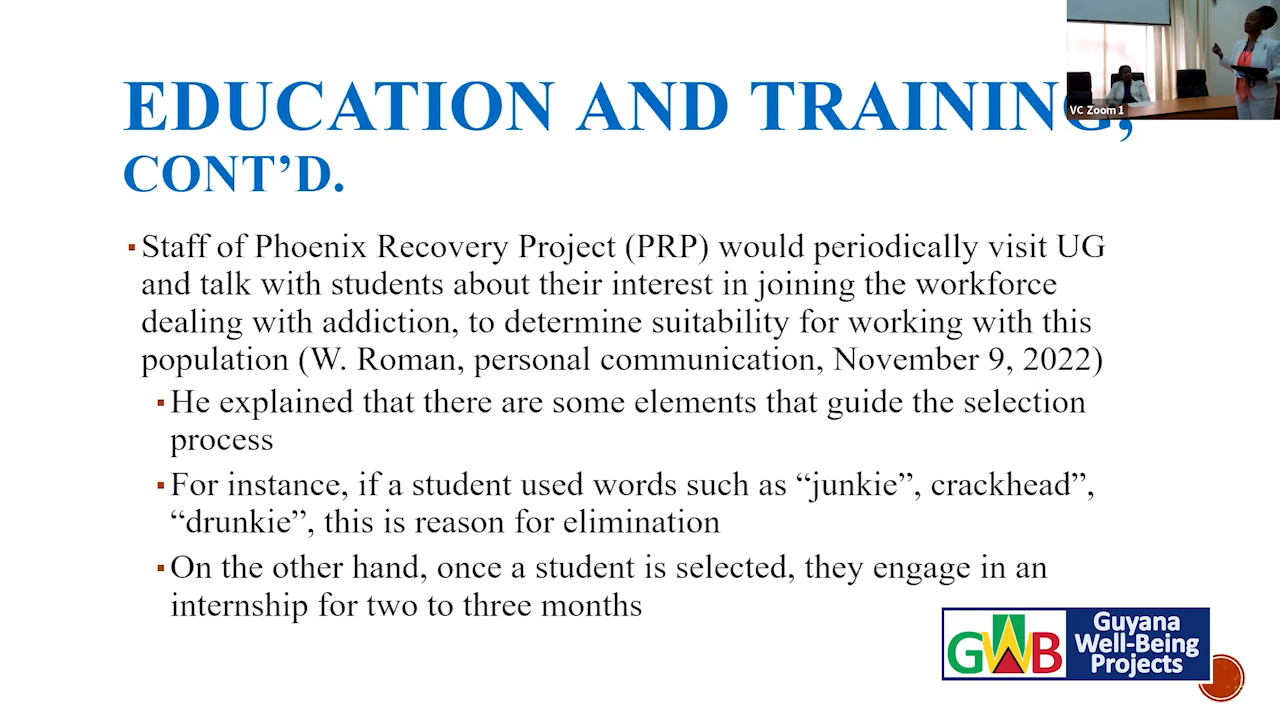 EDUCATION AND TRAINING,
CONT’D.
VC Zoom 1
▪Staff of Phoenix Recovery Project (PRP) would periodically visit UG
and talk with students about their interest in joining the workforce
dealing with addiction, to determine suitability for working with this
population (W. Roman, personal communication, November 9, 2022)
▪He explained that there are some elements that guide the selection
process
▪For instance, if a student used words such as “junkie”, crackhead”,
“drunkie”, this is reason for elimination
▪On the other hand, once a student is selected, they engage in an
internship for two to three months
GWB
Guyana
Well-Being
Projects